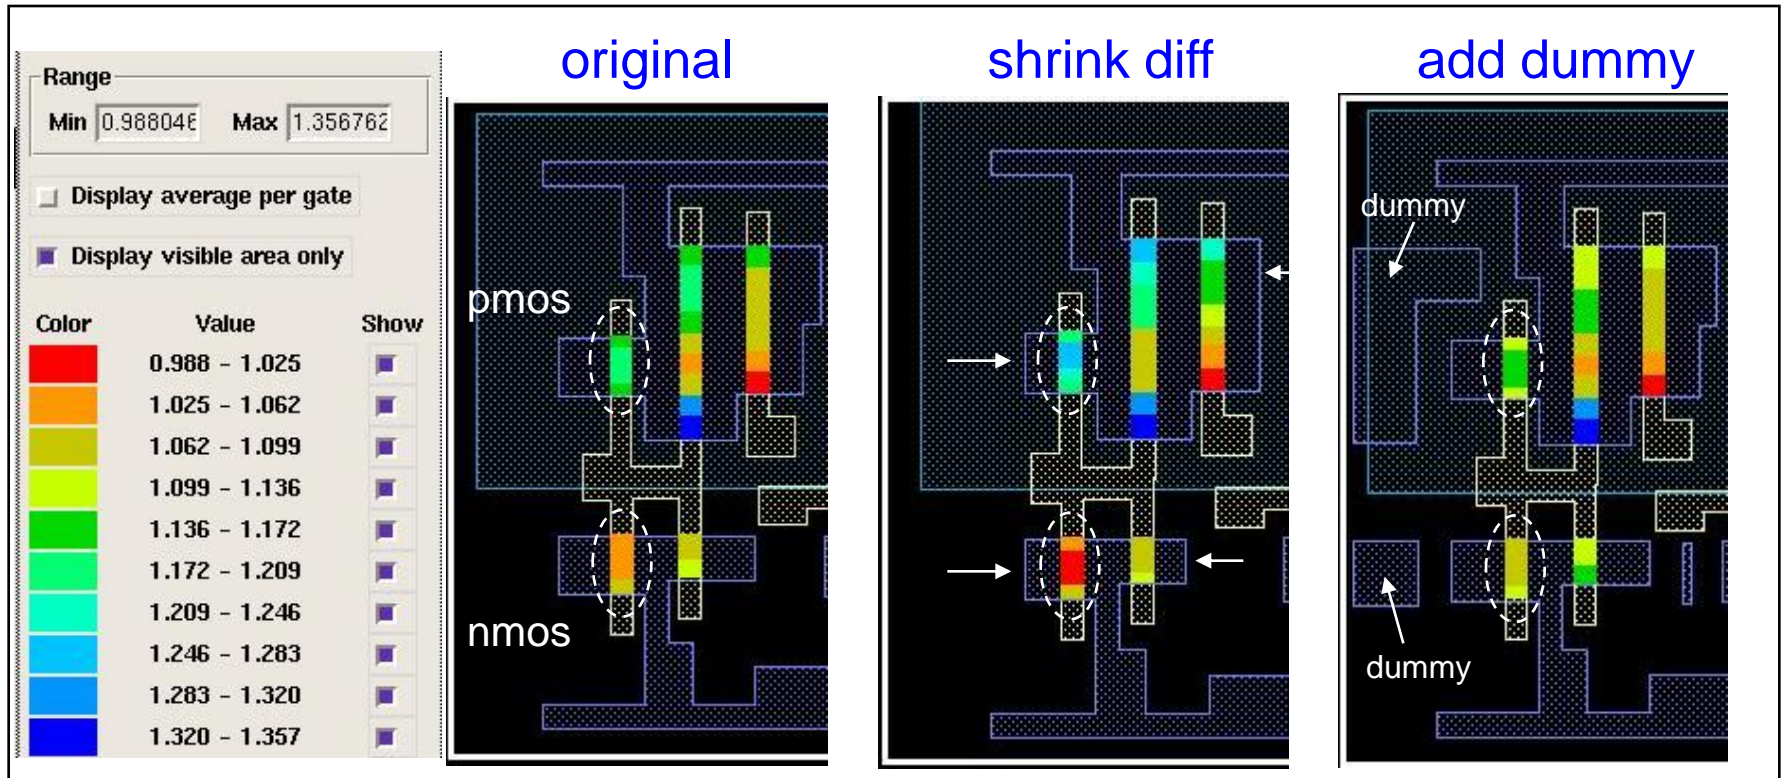 original
shrink diff
add dummy
Range
Min 0.988046 Max 1.356762
Display average per gate
Display visible area only
Color Value Show
0.988 - 1.025
1.025 - 1.062
1.062 - 1.099
1.099 - 1.136
1.136 - 1.172
1.172 - 1.209
1.209 - 1.246
1.246 - 1.283
1.283 - 1.320
1.320 - 1.357
pmos
nmos
dummy
dummy